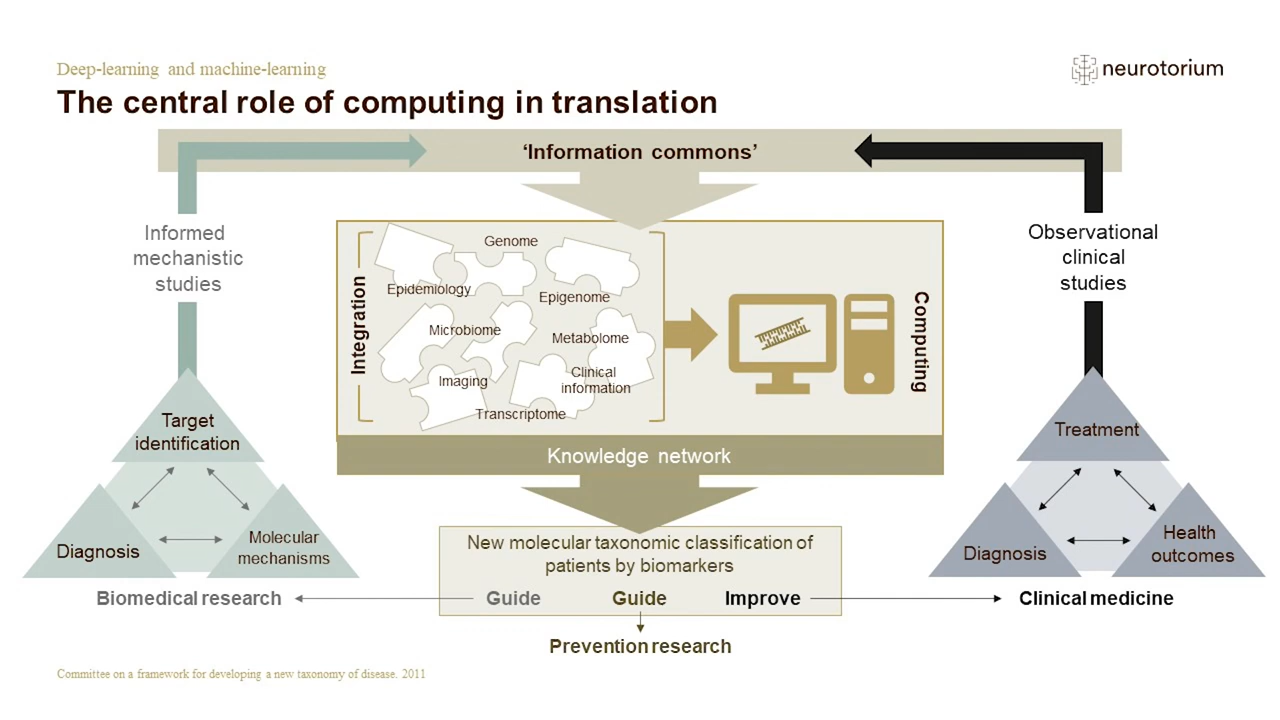 Deep-learning and machine-learning
neurotorium
The central role of computing in translation
‘Information commons’
Informed
mechanistic
studies
Observational
clinical
studies
Integration
Genome
Epidemiology
Epigenome
Microbiome
Metabolome
Imaging
Clinical
information
Transcriptome
Computing
Target
identification
Diagnosis
Molecular
mechanisms
Biomedical research
Knowledge network
New molecular taxonomic classification of
patients by biomarkers
Guide Guide Improve
Prevention research
Treatment
Diagnosis
Health
outcomes
Clinical medicine
Committee on a framework for developing a new taxonomy of disease. 2011